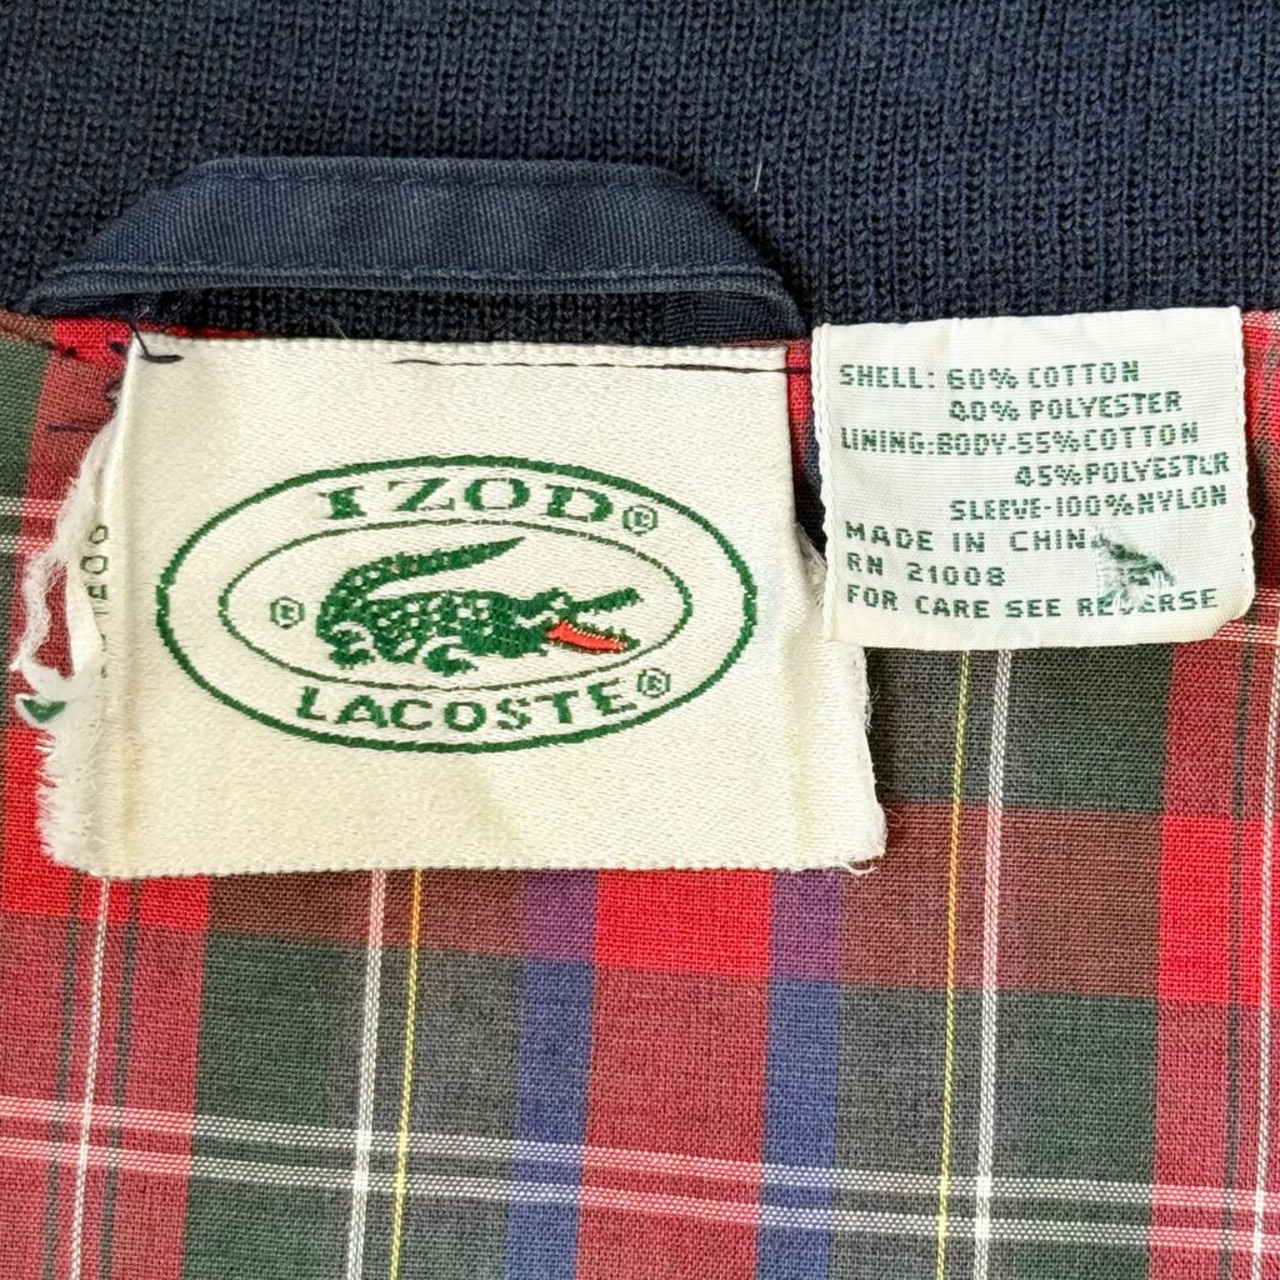 IZOD®
®
LACOSTE®
SHELL: 60% COTTON
40% POLYESTER
LINING:BODY-55%COTTON
45%POLYESTER
SLEEVE-100%NYLON
MADE IN CHINA
RN 21008
FOR CARE SEE REVERSE